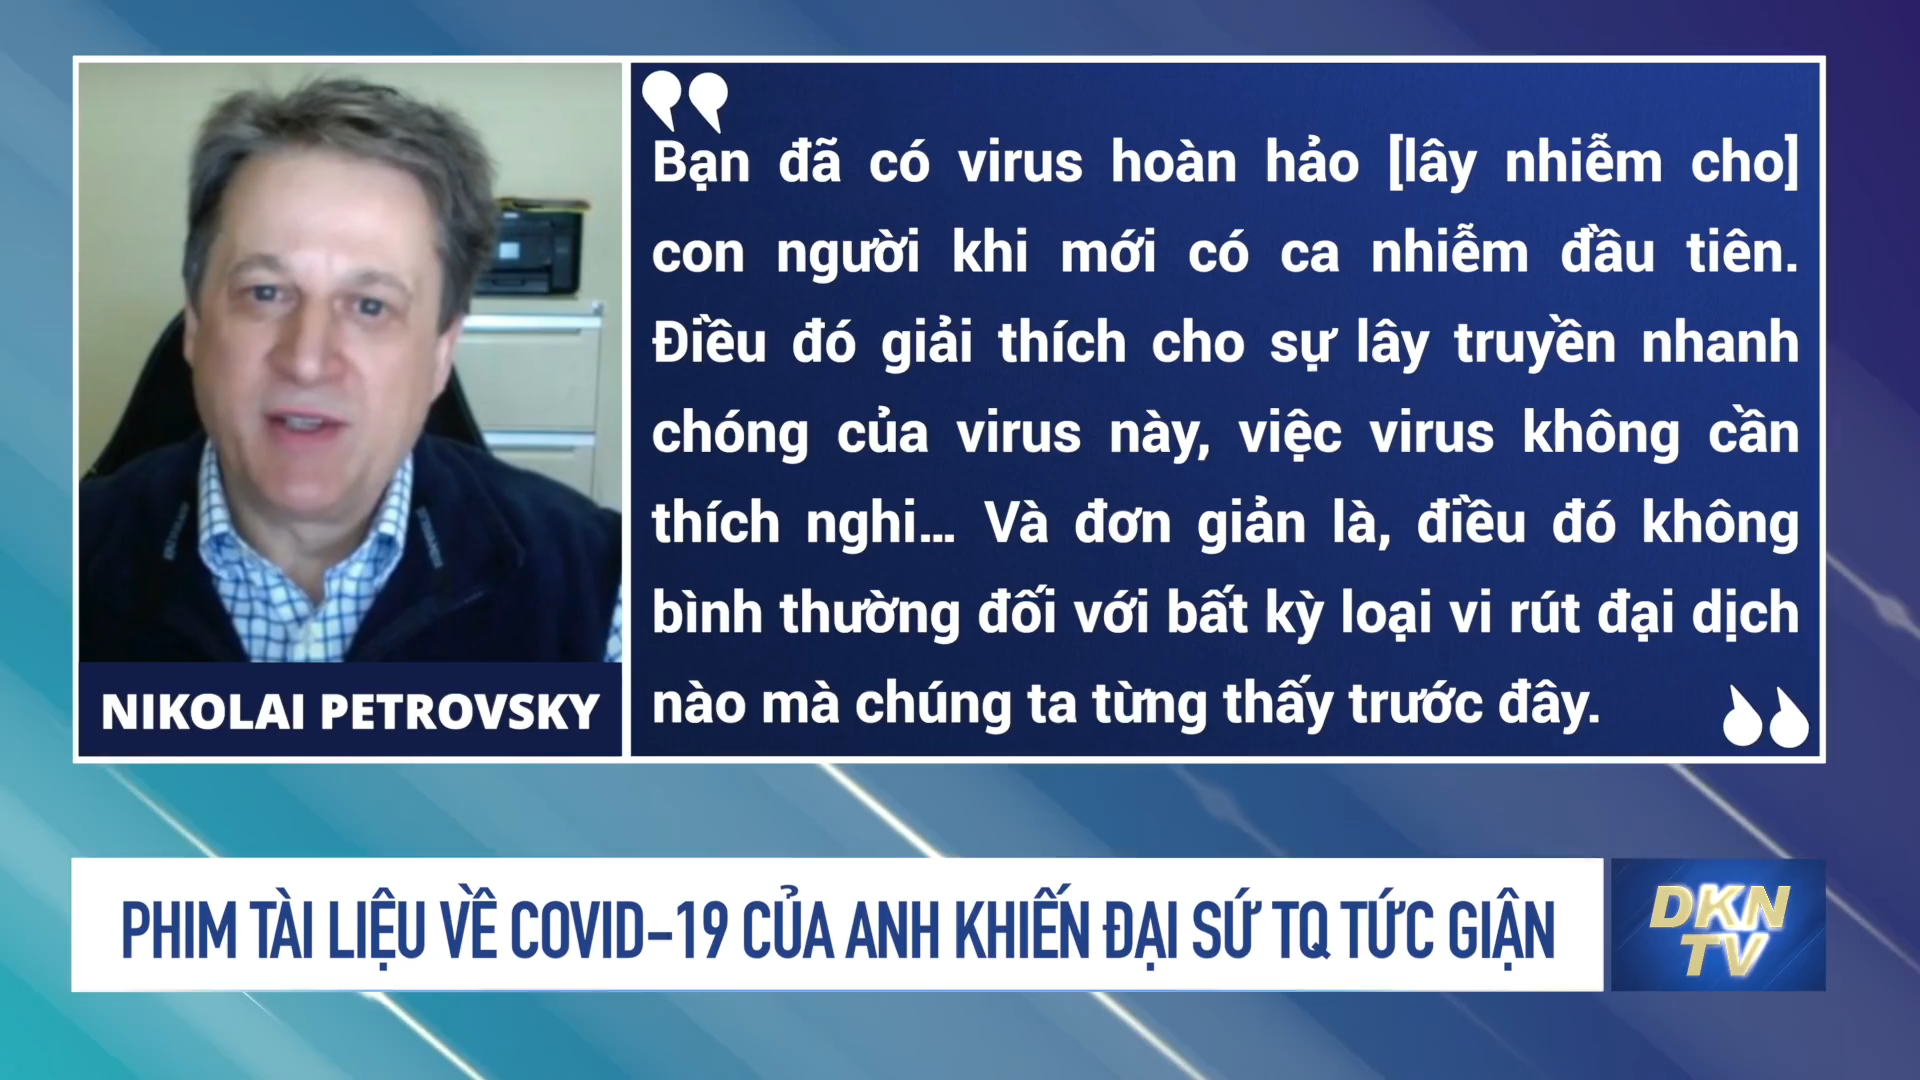 Bạn đã có virus hoàn hảo [lây nhiễm cho]
con người khi mới có ca nhiễm đầu tiên.
Điều đó giải thích cho sự lây truyền nhanh
chóng của virus này, việc virus không cần
thích nghi... Và đơn giản là, điều đó không
bình thường đối với bất kỳ loại vi rút đại dịch
nào mà chúng ta từng thấy trước đây.
NIKOLAI PETROVSKY
PHIM TÀI LIỆU VỀ COVID-19 CỦA ANH KHIẾN ĐẠI SỨ TQ TỨC GIẬN
DKN
TV